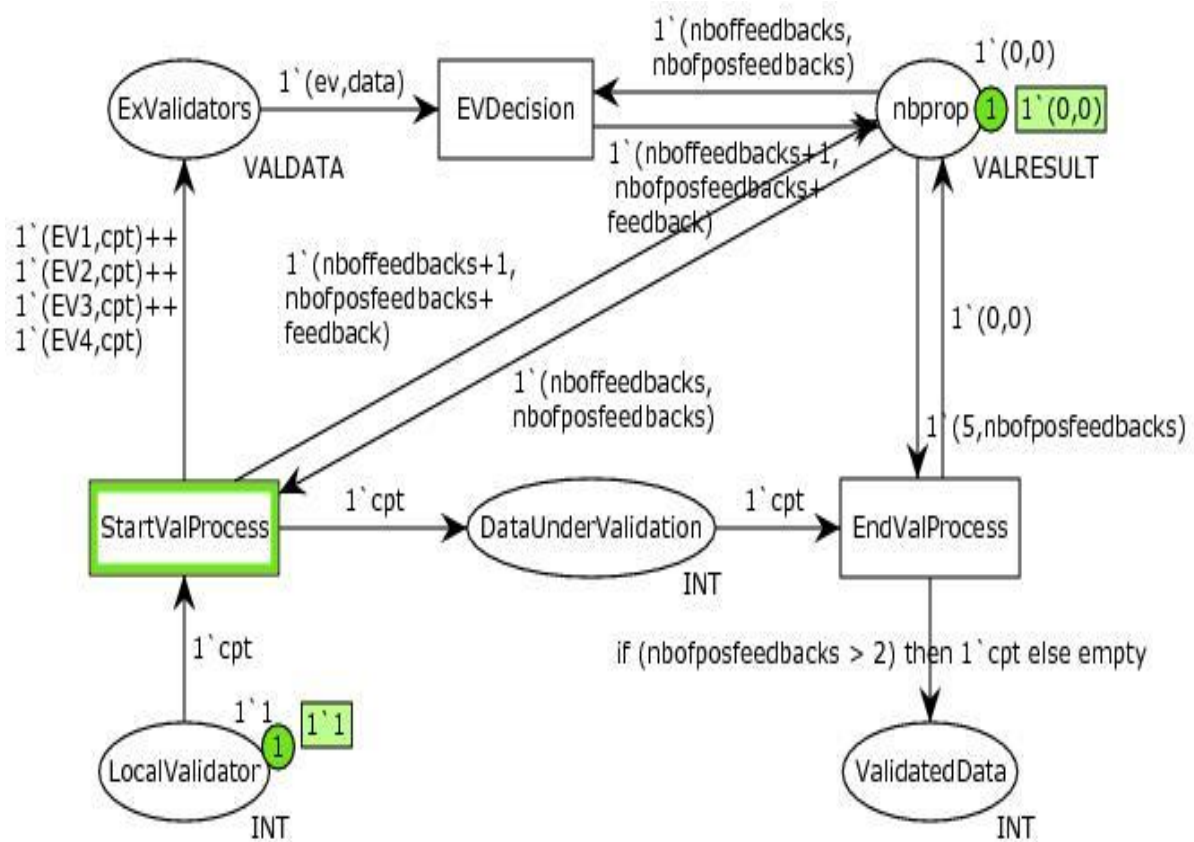 1`(nboffeedbacks,
nbofposfeedbacks)
1`(0,0)
ExValidators
1`(ev,data)
EVDecision
nbprop
1
1`(0,0)
VALDATA
VALRESULT
1`(nboffeedbacks+1,
nbofposfeedbacks+
feedback)
1`(EV1,cpt)++
1`(EV2,cpt)++
1`(EV3,cpt)++
1`(EV4,cpt)
1`(nboffeedbacks+1,
nbofposfeedbacks+
feedback)
1`(0,0)
1`(nboffeedbacks,
nbofposfeedbacks)
1`(5,nbofposfeedbacks)
StartValProcess
1`cpt
DataUnderValidation
1`cpt
EndValProcess
INT
1`cpt
if (nbofposfeedbacks > 2) then 1`cpt else empty
1`1
1
1`1
LocalValidator
INT
ValidatedData
INT